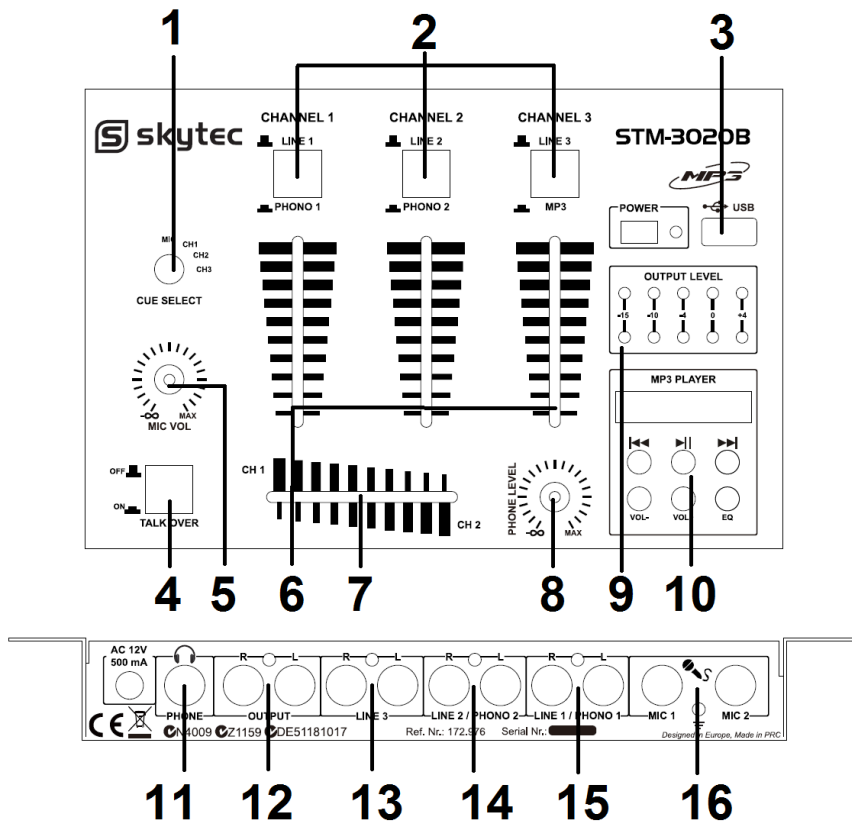 1 2 3
CHANNEL 1 CHANNEL 2 CHANNEL 3
skytec
LINE 1 LINE 2 LINE 3
STM-3020B
MP3
PHONO 1 PHONO 2 MP3
POWER
USB
MIC
CH1
CH2
CH3
CUE SELECT
OUTPUT LEVEL
-15 -10 -4 0 +4
MP3 PLAYER
-∞ MAX
MIC VOL
CH 1
PHONE LEVEL
OFF
ON
TALK OVER
CH 2
-∞ MAX
VOL- VOL EQ
4 5 6 7 8 9 10
AC 12V
500 mA
R L R L R L R L
PHONE OUTPUT LINE 3 LINE 2 / PHONO 2 LINE 1 / PHONO 1 MIC 1 MIC 2
CE N4009 Z1159 DE51181017 Ref. Nr.: 172.976 Serial Nr.:
Designed in Europe, Made in PRC
11 12 13 14 15 16